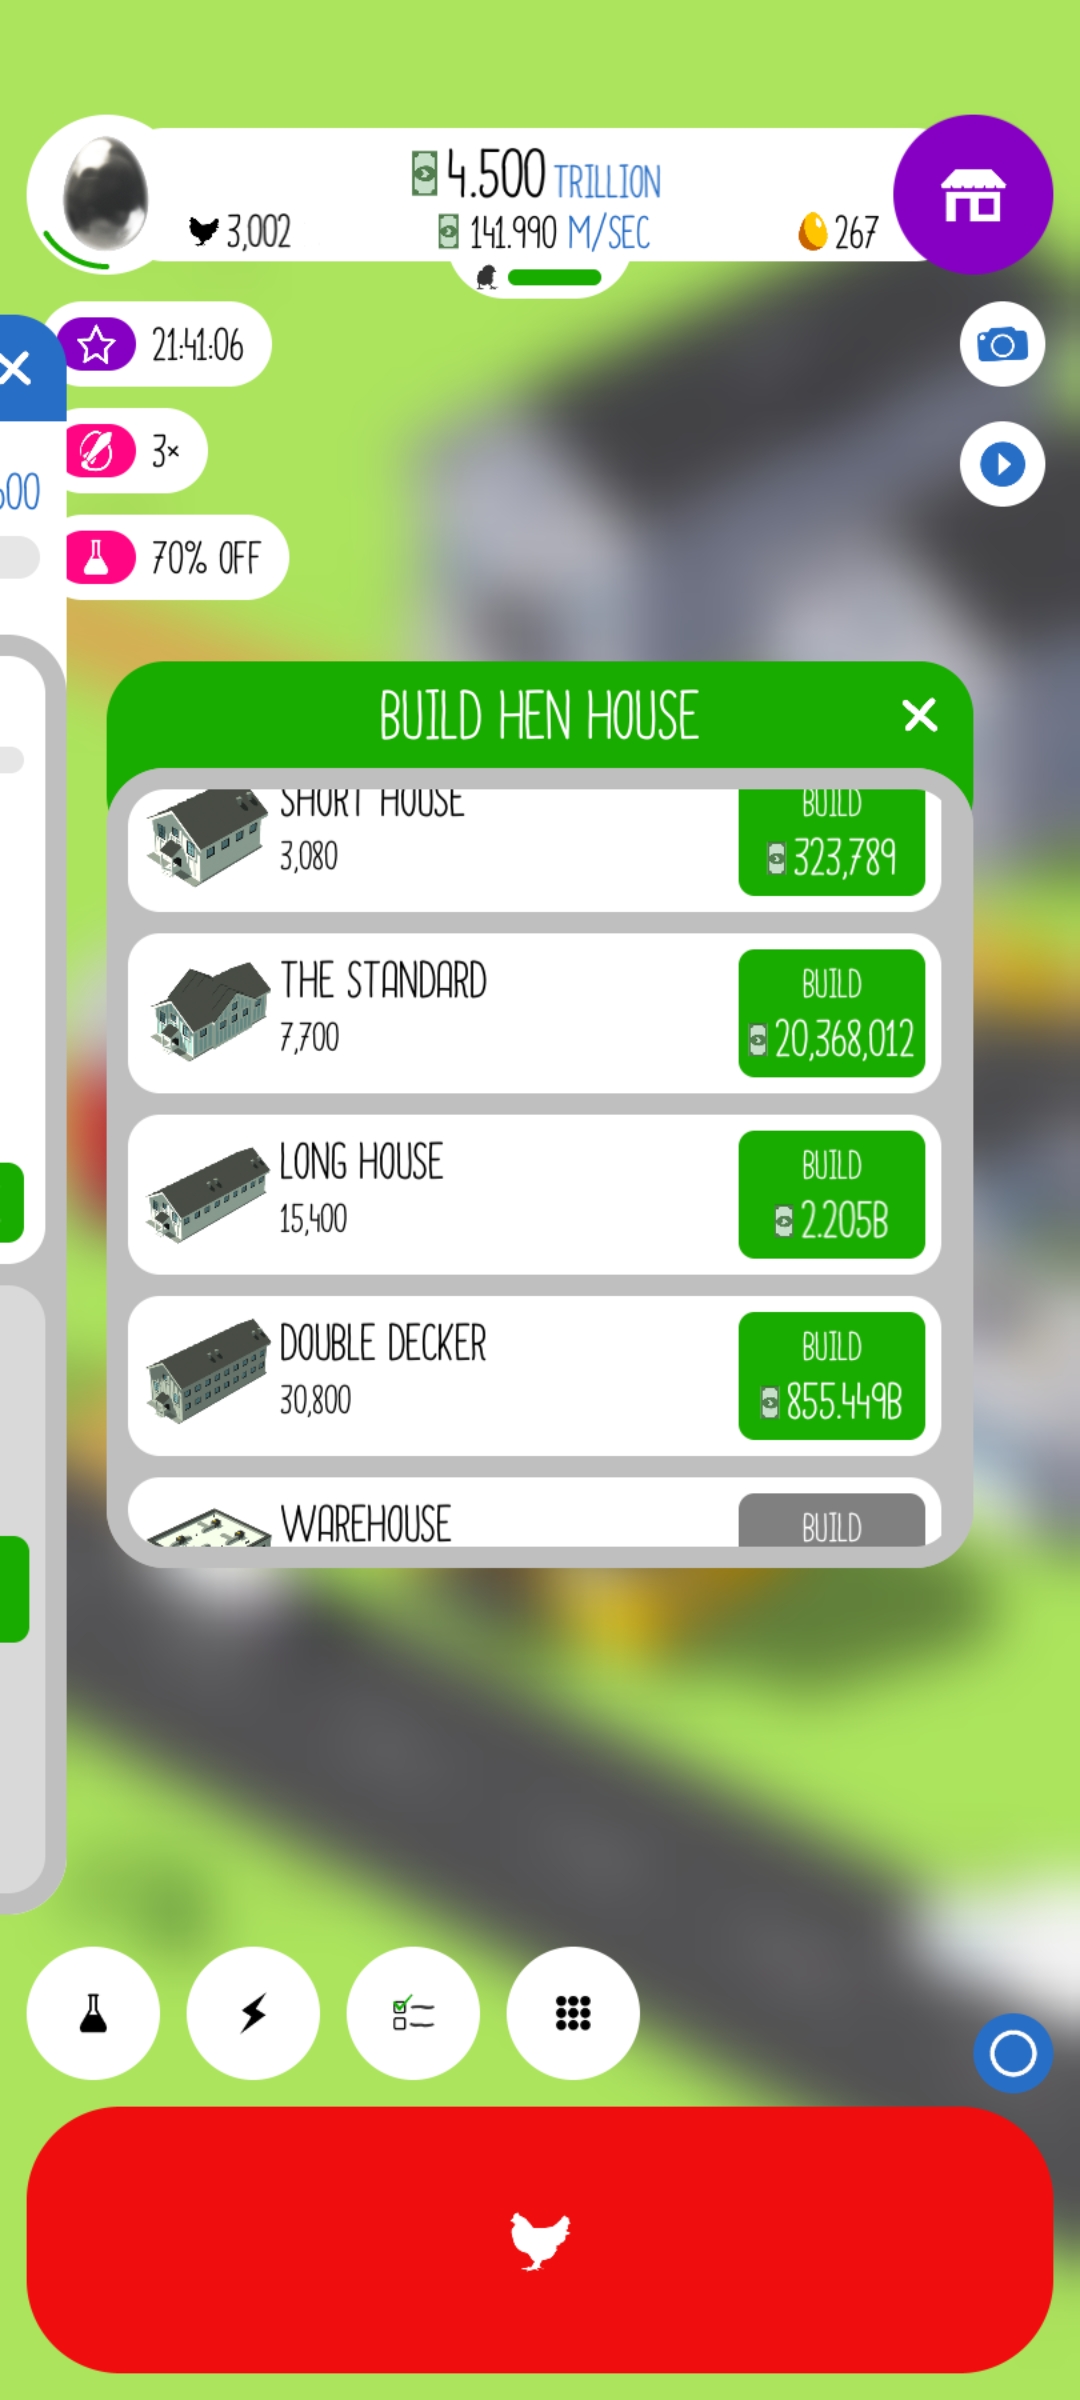 4.500 TRILLION
3,002
141.990 M/SEC
267
21:41:06
3×
70% OFF
BUILD HEN HOUSE
SHORT HOUSE
3,080
BUILD
323,789
THE STANDARD
7,700
BUILD
20,368,012
LONG HOUSE
15,400
BUILD
2.205B
DOUBLE DECKER
30,800
BUILD
855.449B
WAREHOUSE
BUILD